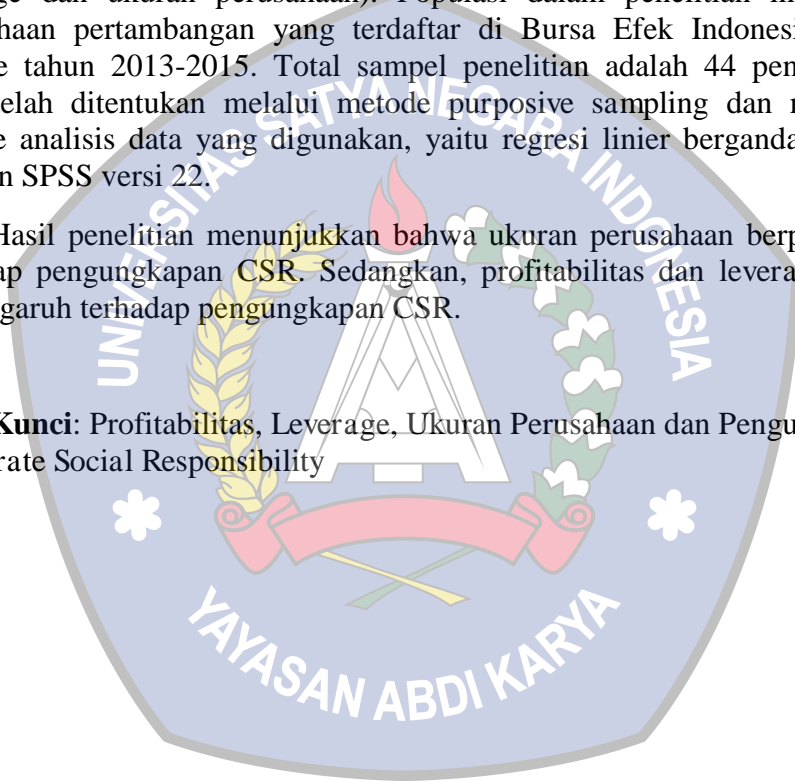 ge dan ukuran perusahaan). Populasi dalam penelitian in
haan pertambangan yang terdaftar di Bursa Efek Indonesi
e tahun 2013-2015. Total sampel penelitian adalah 44 pen
elah ditentukan melalui metode purposive sampling dan
e analisis data yang digunakan, yaitu regresi linier berganda
n SPSS versi 22.
Hasil penelitian menunjukkan bahwa ukuran perusahaan berp
ap pengungkapan CSR. Sedangkan, profitabilitas dan levera
garuh terhadap pengungkapan CSR.
Kunci: Profitabilitas, Leverage, Ukuran Perusahaan dan Pengu
rate Social Responsibility
UNIVERSITAS SATYA NEGARA INDONESIA
YAYASAN ABDI KARYA